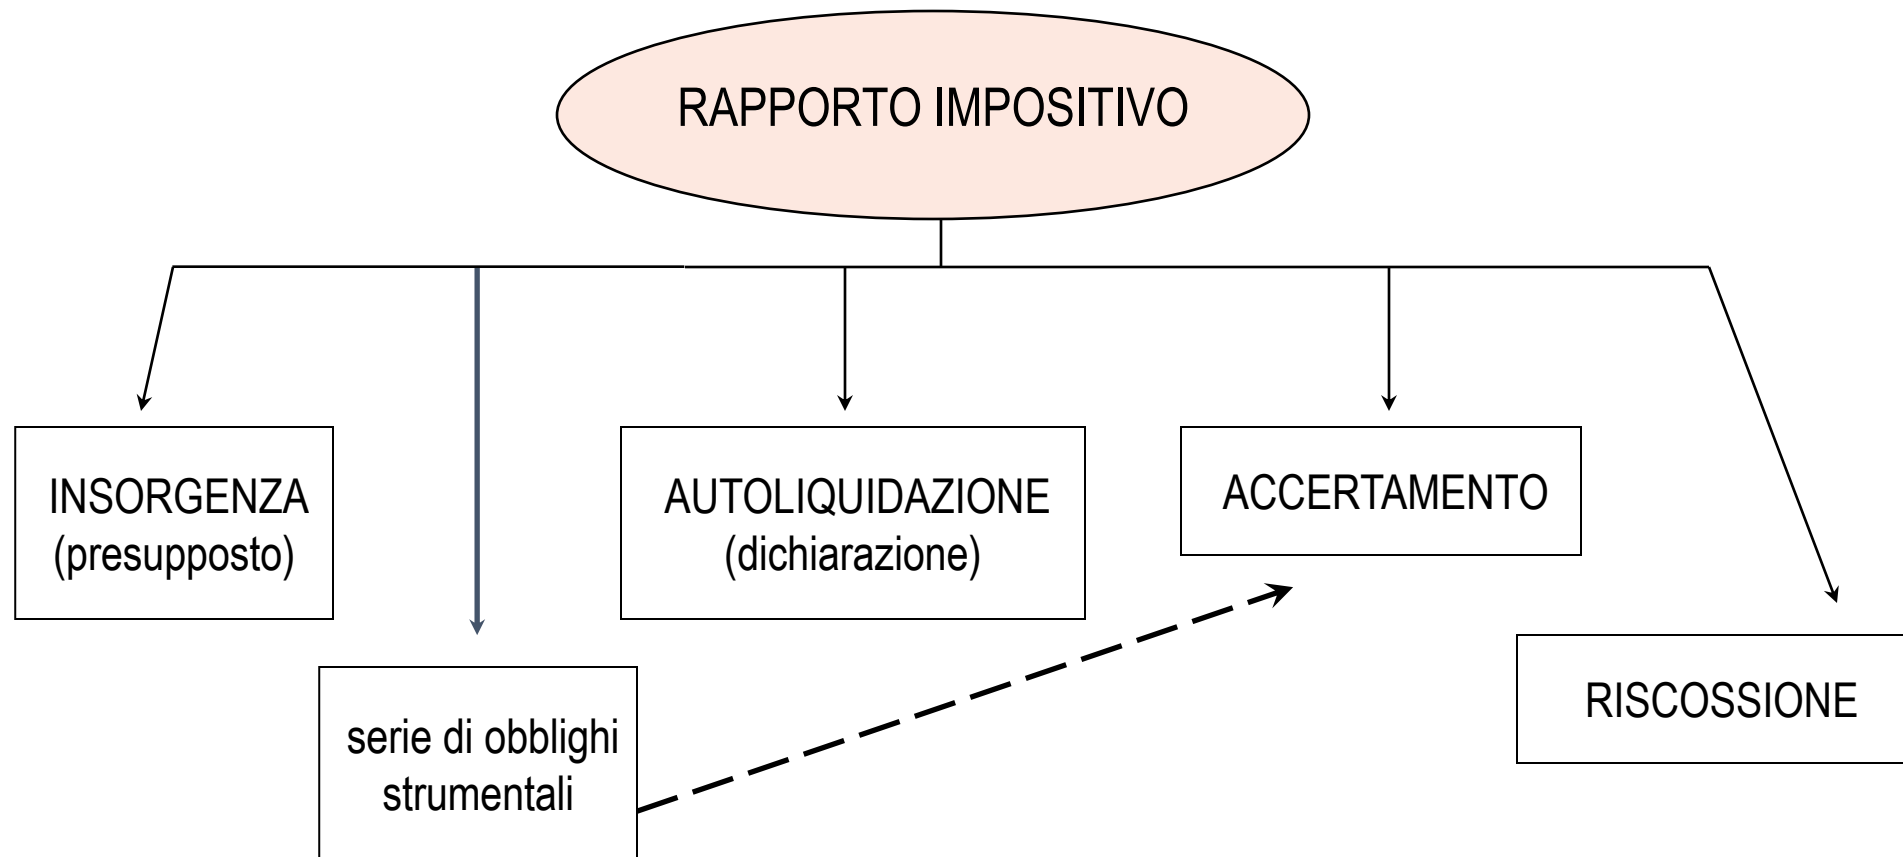 RAPPORTO IMPOSITIVO
INSORGENZA
(presupposto)
AUTOLIQUIDAZIONE
(dichiarazione)
ACCERTAMENTO
serie di obblighi
strumentali
RISCOSSIONE